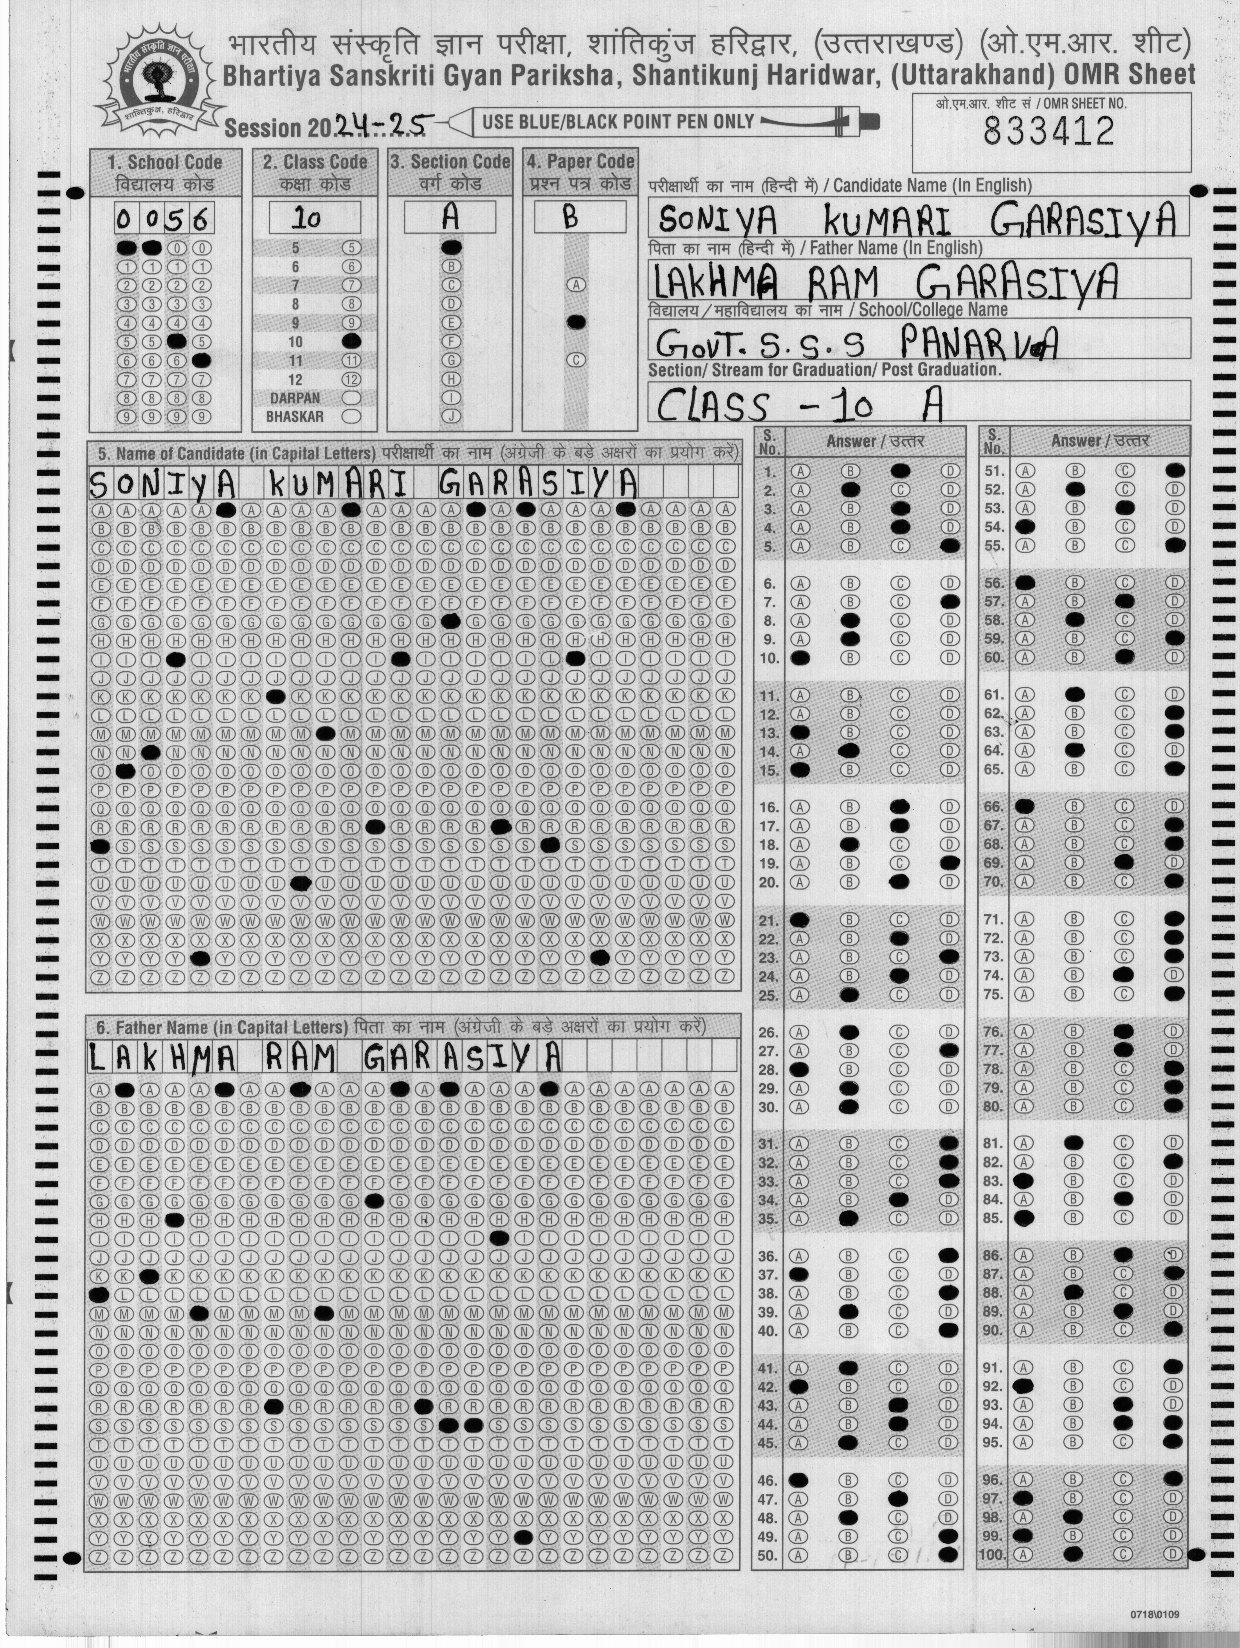 भारतीय संस्कृति ज्ञान परीक्षा, शांतिकुंज हरिद्वार, (उत्तराखण्ड) (ओ.एम.आर. शीट)
Bhartiya Sanskriti Gyan Pariksha, Shantikunj Haridwar, (Uttarakhand) OMR Sheet
Session 2024-25
USE BLUE/BLACK POINT PEN ONLY
ओ.एम.आर. शीट सं / OMR SHEET NO.
833412
1. School Code
विद्यालय कोड
0056
2. Class Code
कक्षा कोड
10
5
6
7
8
9
10
11
12
DARPAN
BHASKAR
3. Section Code
वर्ग कोड
A
4. Paper Code
प्रश्न पत्र कोड
B
परीक्षार्थी का नाम (हिन्दी में) / Candidate Name (In English)
SONIYA KUMARI GARASIYA
पिता का नाम (हिन्दी में) / Father Name (In English)
LAKHMA RAM GARASIYA
विद्यालय/महाविद्यालय का नाम / School/College Name
GOVT. S.S.S PANARVA
Section/ Stream for Graduation/ Post Graduation.
CLASS - 10 A
5. Name of Candidate (in Capital Letters) परीक्षार्थी का नाम (अंग्रेजी के बड़े अक्षरों का प्रयोग करें)
SONIYA KUMARI GARASIYA
6. Father Name (in Capital Letters) पिता का नाम (अंग्रेजी के बड़े अक्षरों का प्रयोग करें)
LAKHMA RAM GARASIYA
S. No. Answer / उत्तर
S. No. Answer / उत्तर
0718\0109